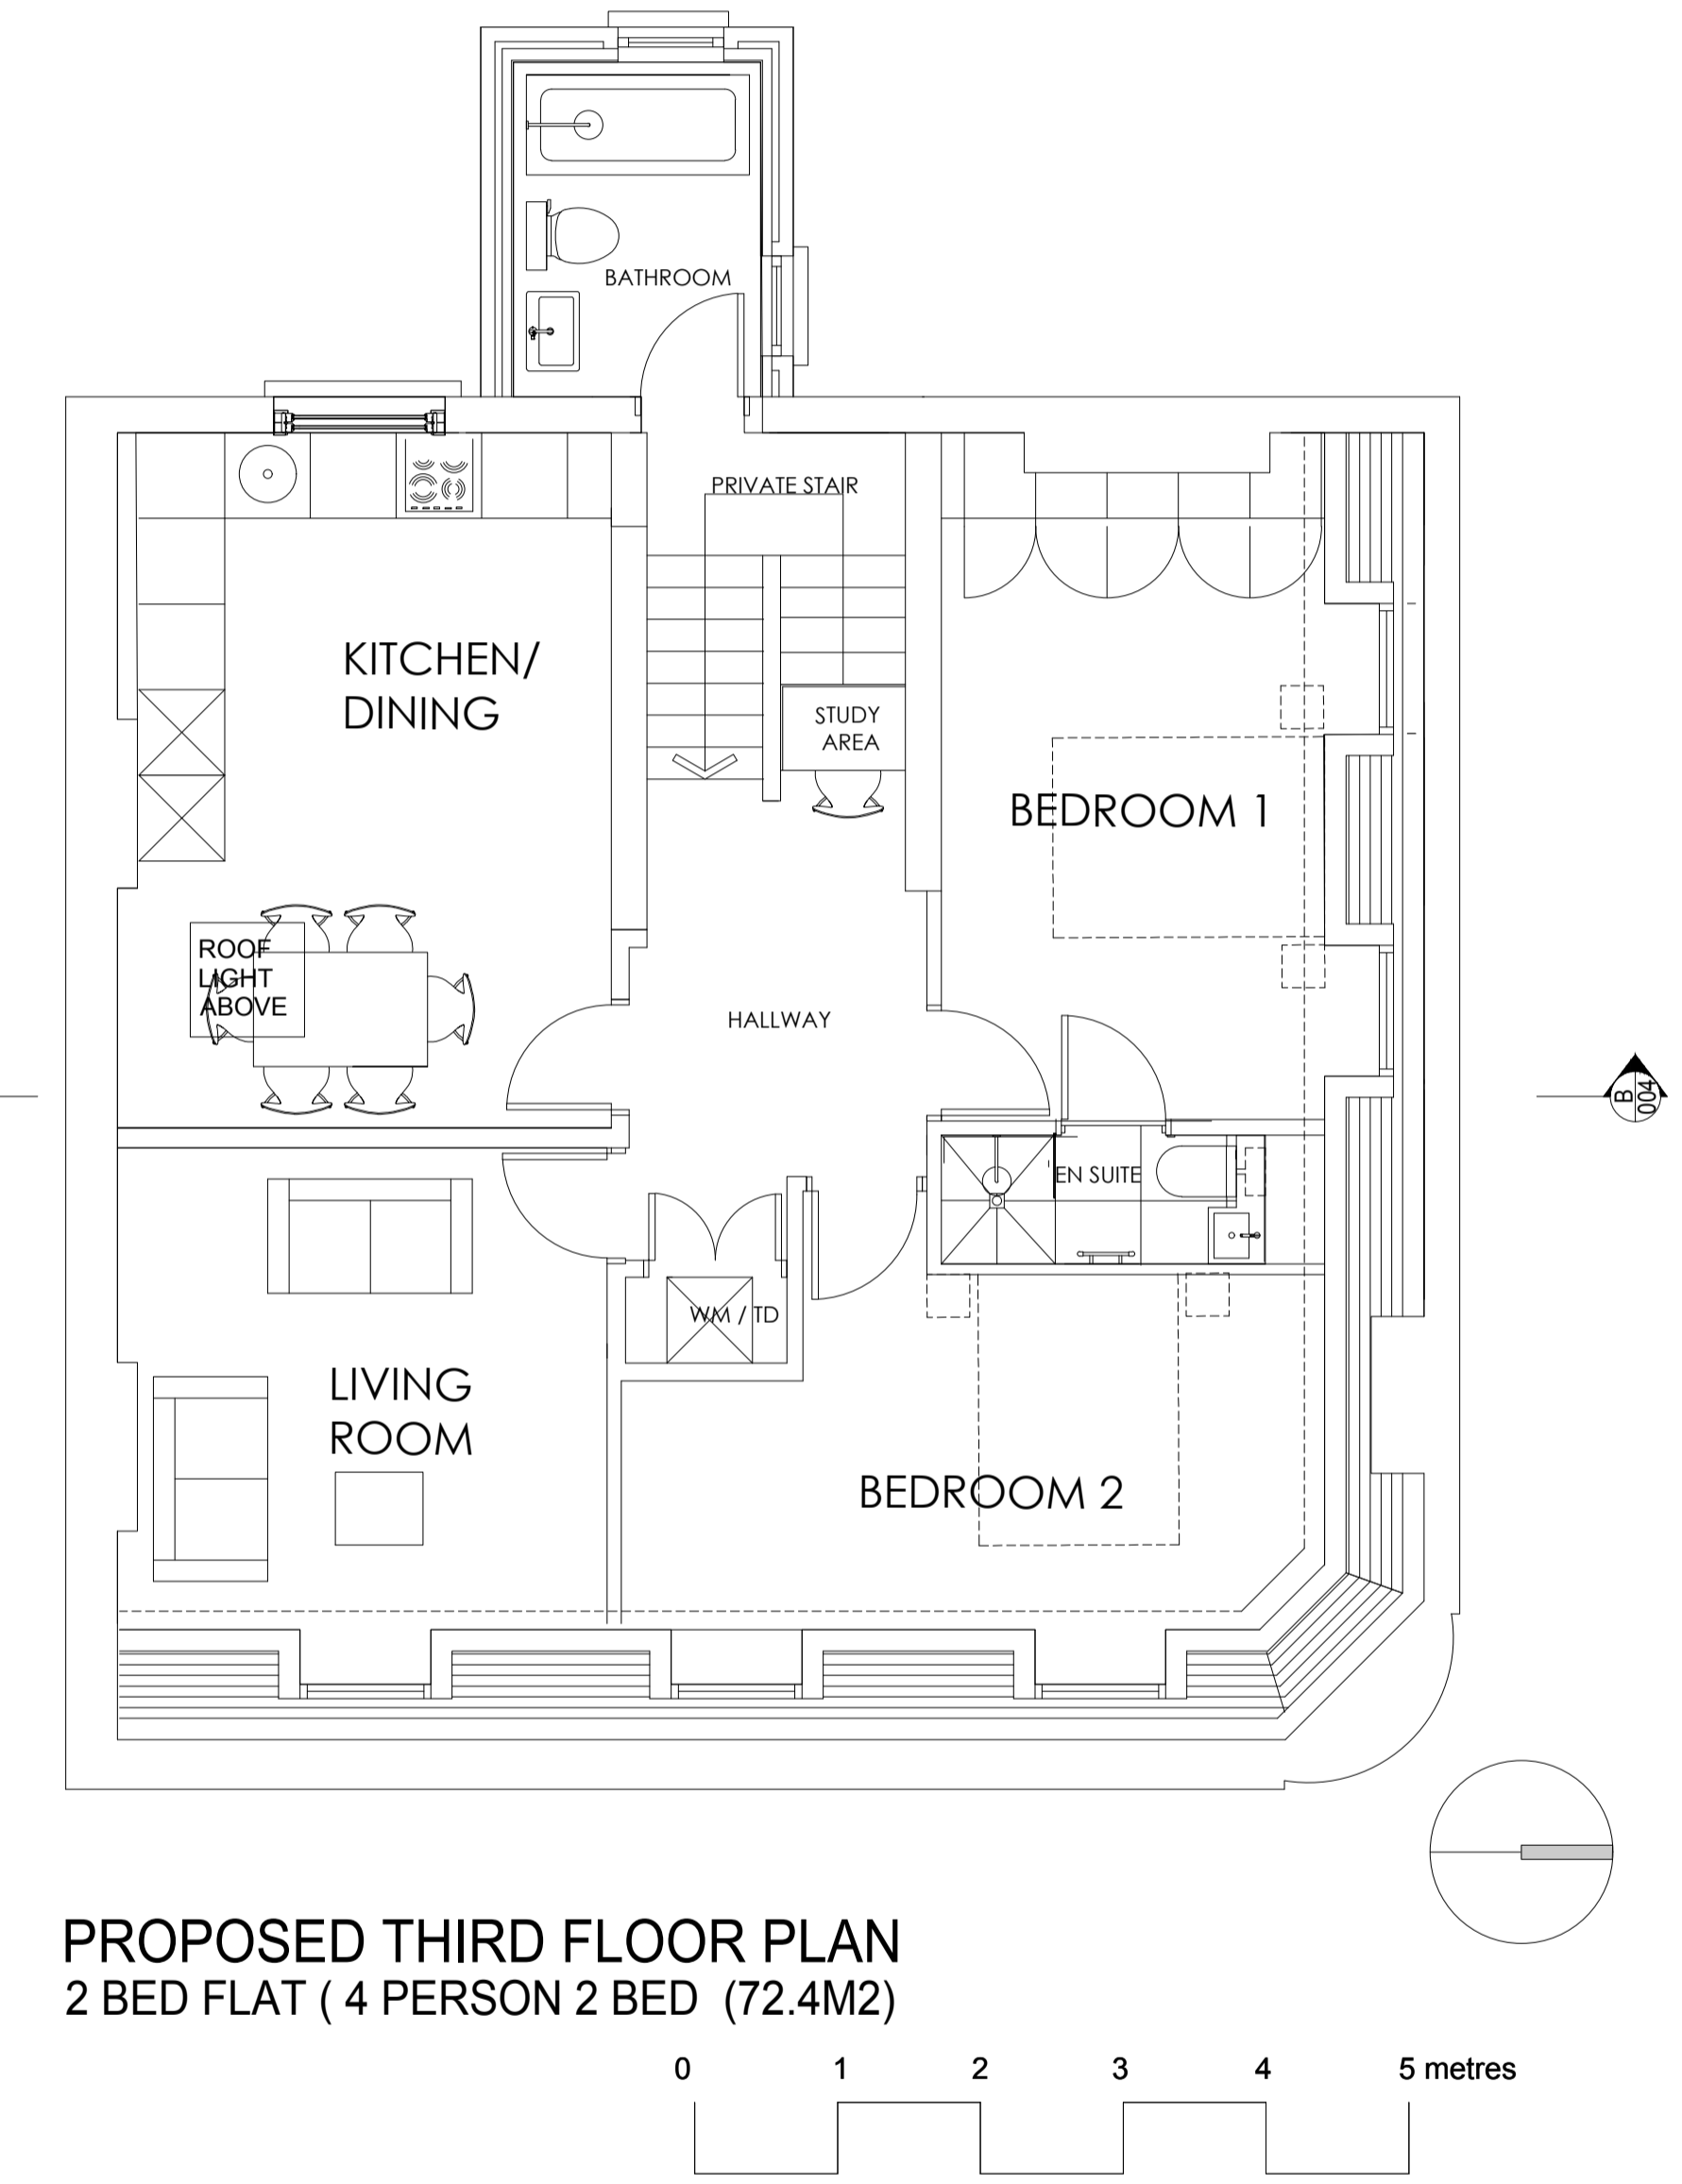 BATHROOM
PRIVATE STAIR
KITCHEN/
DINING
STUDY
AREA
BEDROOM 1
ROOF
LIGHT
ABOVE
HALLWAY
B
004
EN SUITE
WM / TD
LIVING
ROOM
BEDROOM 2
PROPOSED THIRD FLOOR PLAN
2 BED FLAT ( 4 PERSON 2 BED (72.4M2)
0 1 2 3 4 5 metres